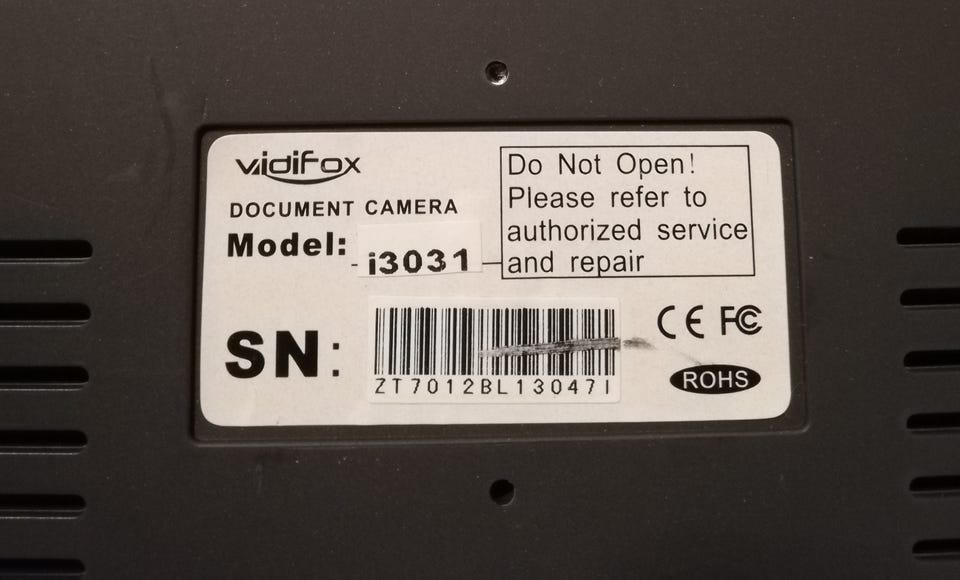 vidifox
DOCUMENT CAMERA
Model: i3031
Do Not Open!
Please refer to
authorized service
and repair
SN:
ZT7012BL130471
CE FC
ROHS